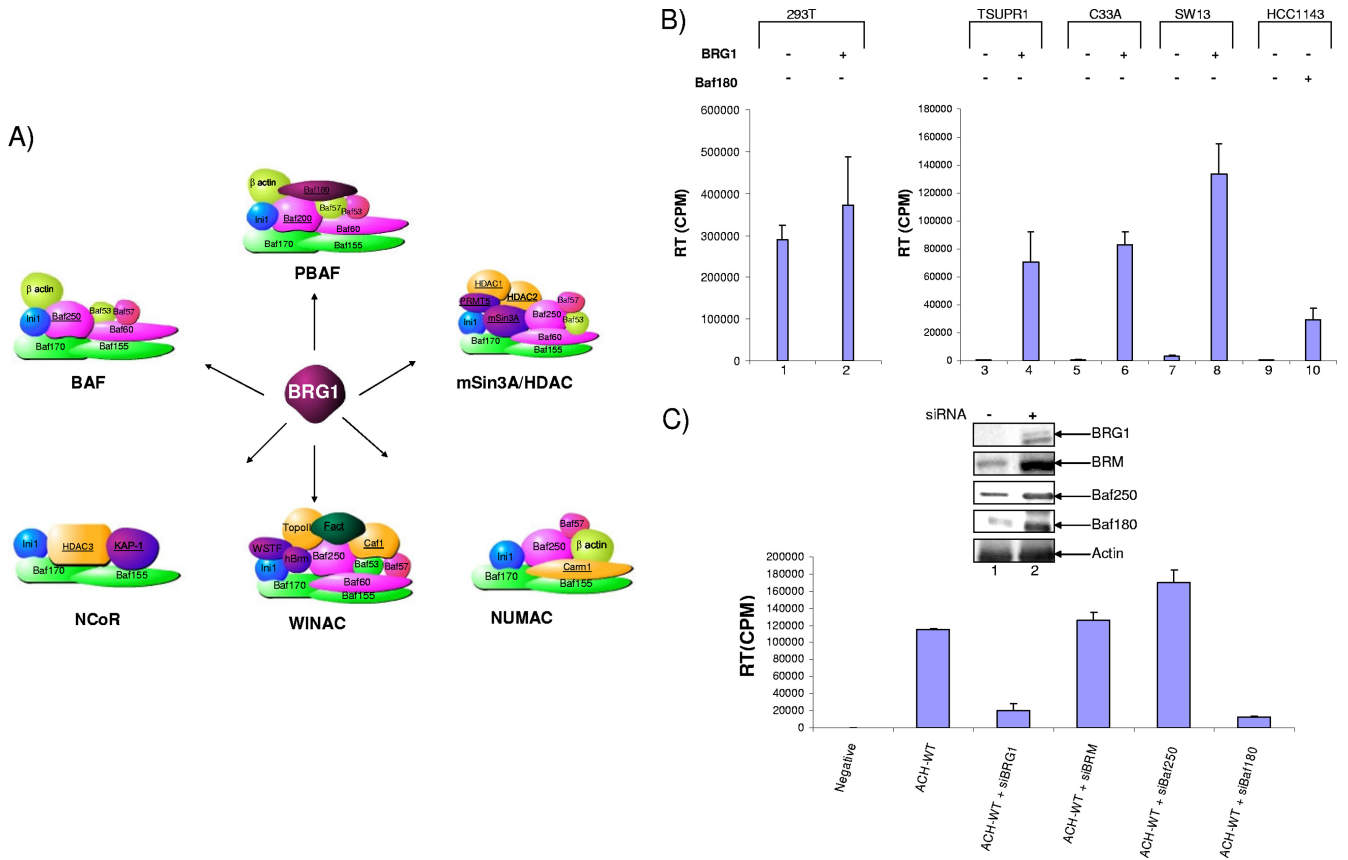 A)
β actin
Baf180
Ini1
Baf200
Baf57
Baf53
Baf60
Baf170
Baf155
PBAF
β actin
Ini1
Baf250
Baf53
Baf57
Baf60
Baf170
Baf155
BAF
HDAC1
PRMT5
HDAC2
Baf57
Ini1
mSin3A
Baf250
Baf53
Baf60
Baf170
Baf155
mSin3A/HDAC
BRG1
Ini1
HDAC3
KAP-1
Baf170
Baf155
NCoR
TopoII
Fact
WSTF
hBrm
Baf250
Caf1
Ini1
Baf53
Baf57
Baf60
Baf170
Baf155
WINAC
Baf57
Ini1
Baf250
β actin
Carm1
Baf170
Baf155
NUMAC
B)
293T TSUPR1 C33A SW13 HCC1143
BRG1 - + - + - + - + - -
Baf180 - - - - - - - - - +
RT (CPM)
600000
500000
400000
300000
200000
100000
0
1 2
RT (CPM)
180000
160000
140000
120000
100000
80000
60000
40000
20000
0
3 4 5 6 7 8 9 10
C)
siRNA - +
BRG1
BRM
Baf250
Baf180
Actin
1 2
RT(CPM)
200000
180000
160000
140000
120000
100000
80000
60000
40000
20000
0
Negative
ACH-WT
ACH-WT + siBRG1
ACH-WT + siBRM
ACH-WT + siBaf250
ACH-WT + siBaf180